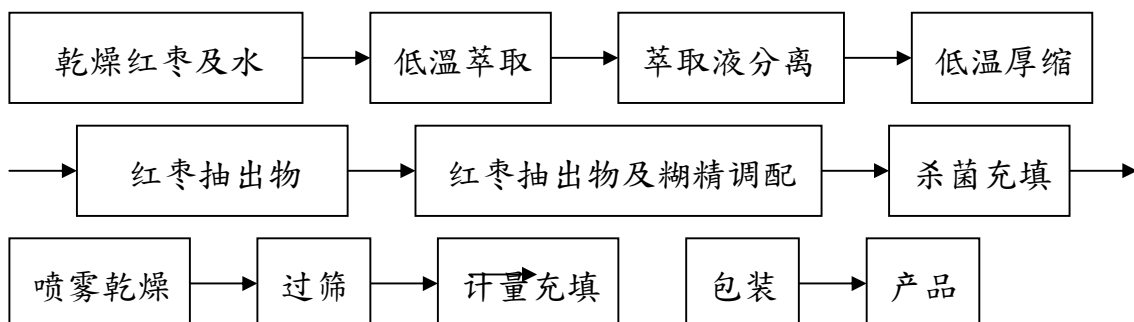 乾燥红枣及水 低溫萃取 萃取液分离 低温厚缩
红枣抽出物 红枣抽出物及糊精调配 杀菌充填
喷雾乾燥 过筛 计量充填 包装 产品